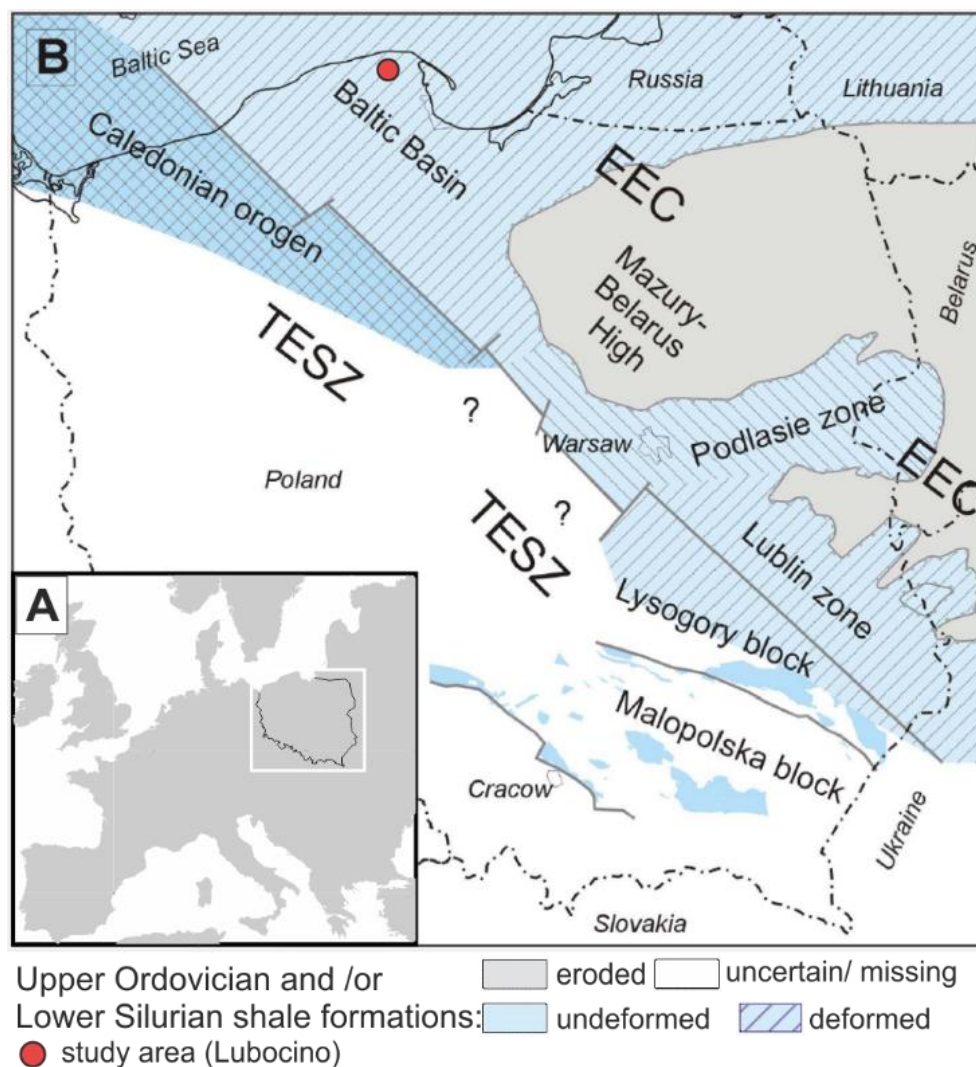 B
Baltic Sea
Russia
Lithuania
Baltic Basin
Caledonian orogen
EEC
Mazury-
Belarus
High
Belarus
TESZ
?
Warsaw
Podlasie zone
EEC
Poland
?
TESZ
Lublin zone
Lysogory block
A
Malopolska block
Cracow
Ukraine
Slovakia
Upper Ordovician and /or
Lower Silurian shale formations:
eroded
uncertain/ missing
undeformed
deformed
study area (Lubocino)